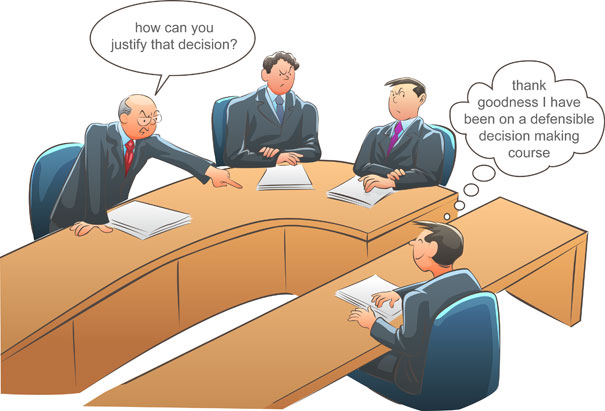 how can you
justify that decision?
thank
goodness I have
been on a defensible
decision making
course